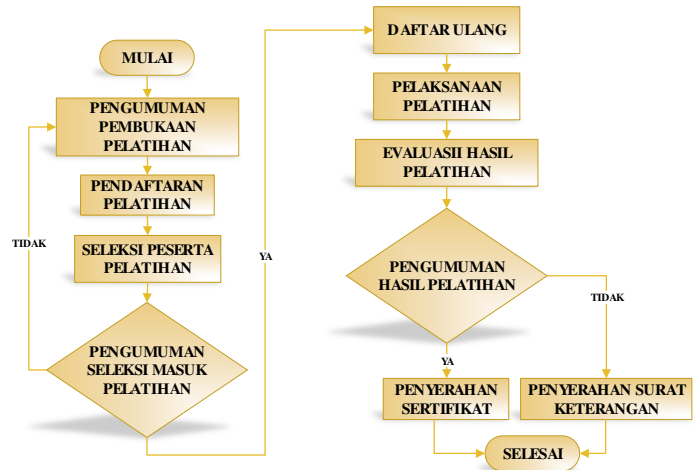 MULAI
PENGUMUMAN
PEMBUKAAN
PELATIHAN
PENDAFTARAN
PELATIHAN
SELEKSI PESERTA
PELATIHAN
TIDAK
PENGUMUMAN
SELEKSI MASUK
PELATIHAN
YA
DAFTAR ULANG
PELAKSANAAN
PELATIHAN
EVALUASII HASIL
PELATIHAN
PENGUMUMAN
HASIL PELATIHAN
TIDAK
YA
PENYERAHAN
SERTIFIKAT
PENYERAHAN SURAT
KETERANGAN
SELESAI